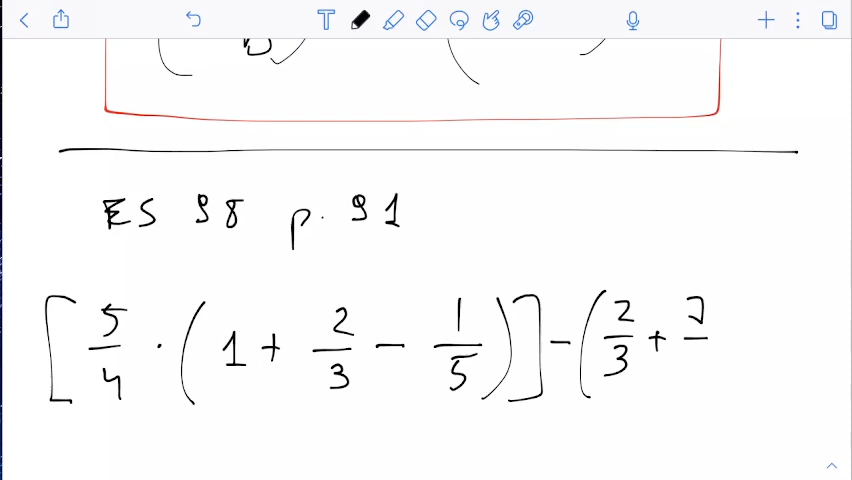 ES 98 p. 91
[ 5/4 · ( 1 + 2/3 - 1/5 ) ] - ( 2/3 +